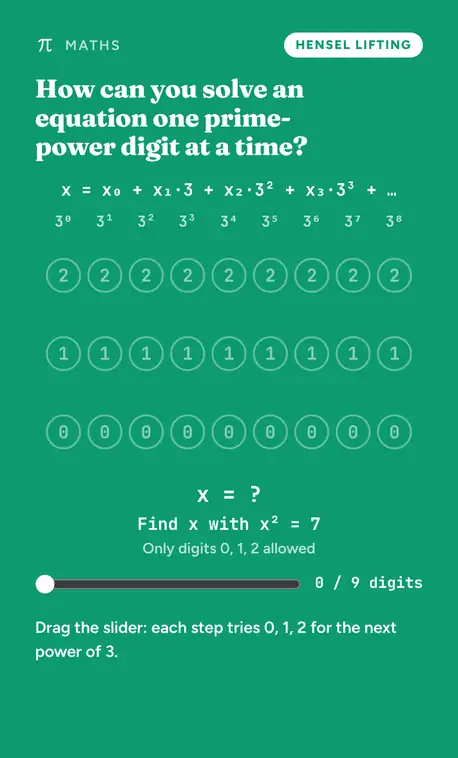 π MATHS
HENSEL LIFTING
How can you solve an
equation one prime-
power digit at a time?
x = x₀ + x₁·3 + x₂·3² + x₃·3³ + …
3⁰ 3¹ 3² 3³ 3⁴ 3⁵ 3⁶ 3⁷ 3⁸
2 2 2 2 2 2 2 2 2
1 1 1 1 1 1 1 1 1
0 0 0 0 0 0 0 0 0
x = ?
Find x with x² = 7
Only digits 0, 1, 2 allowed
0 / 9 digits
Drag the slider: each step tries 0, 1, 2 for the next
power of 3.